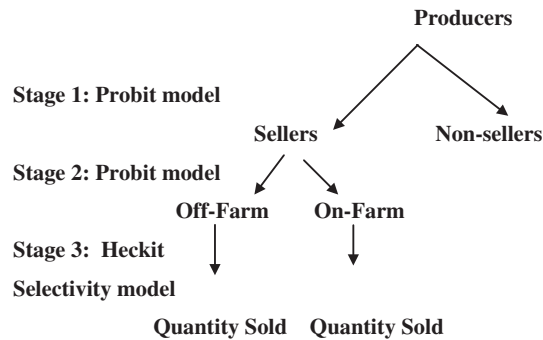 Producers
Stage 1: Probit model
Sellers
Non-sellers
Stage 2: Probit model
Off-Farm
On-Farm
Stage 3: Heckit
Selectivity model
Quantity Sold
Quantity Sold